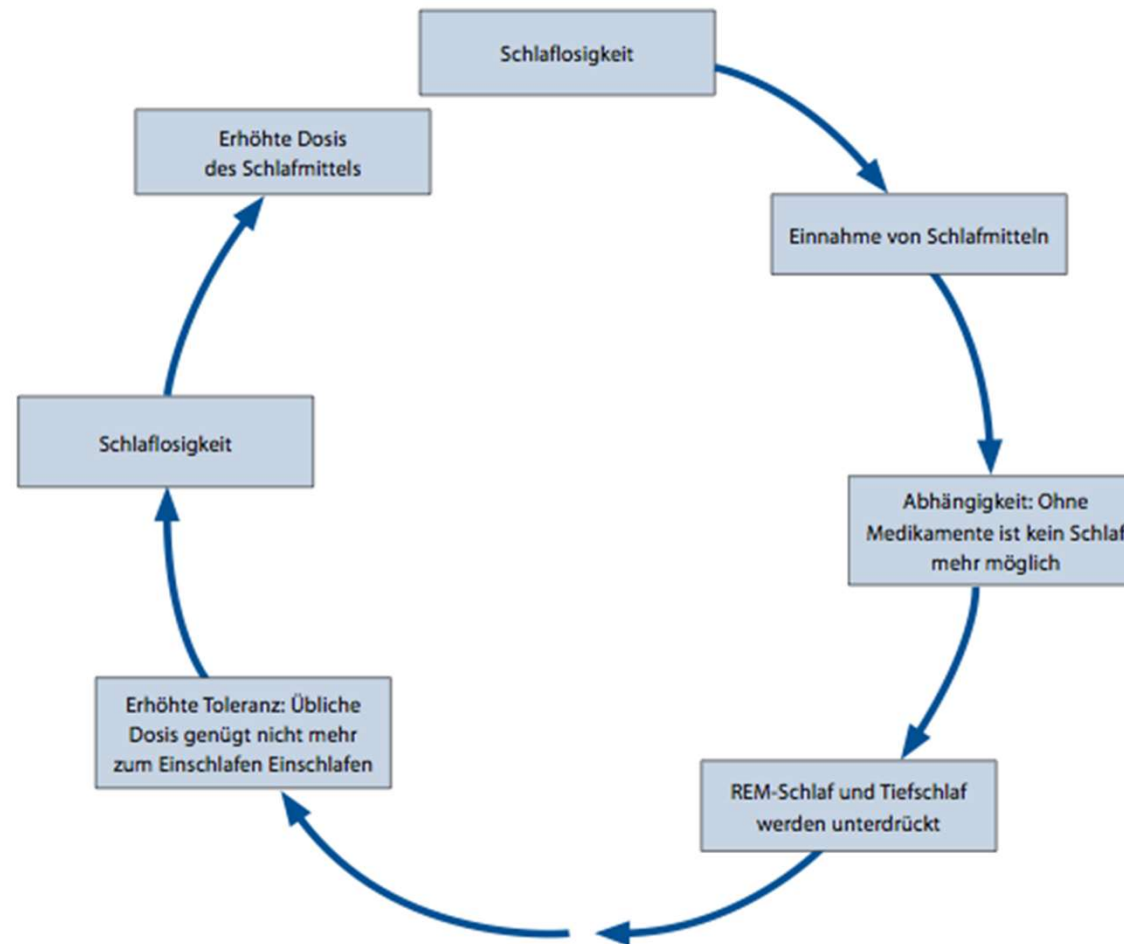 Schlaflosigkeit
Einnahme von Schlafmitteln
Abhängigkeit: Ohne
Medikamente ist kein Schlaf
mehr möglich
REM-Schlaf und Tiefschlaf
werden unterdrückt
Erhöhte Toleranz: Übliche
Dosis genügt nicht mehr
zum Einschlafen Einschlafen
Schlaflosigkeit
Erhöhte Dosis
des Schlafmittels